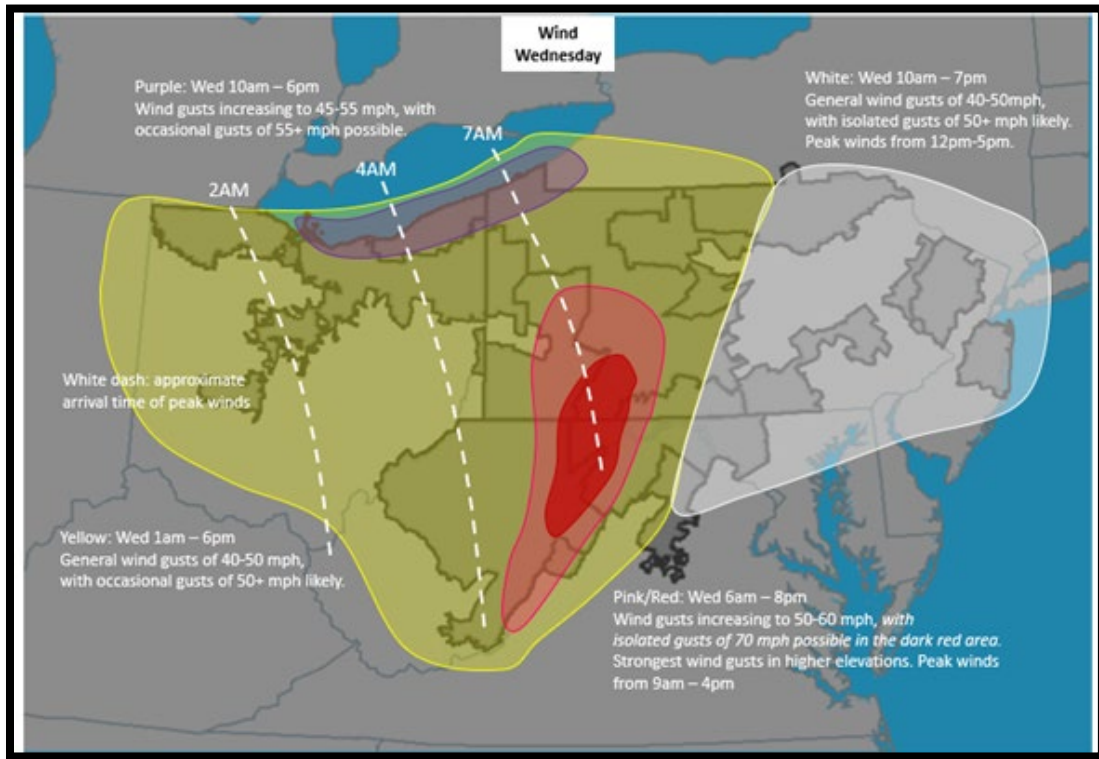 Wind
Wednesday
Purple: Wed 10am – 6pm
Wind gusts increasing to 45-55 mph, with
occasional gusts of 55+ mph possible.
White: Wed 10am – 7pm
General wind gusts of 40-50mph,
with isolated gusts of 50+ mph likely.
Peak winds from 12pm-5pm.
7AM
4AM
2AM
White dash: approximate
arrival time of peak winds
Yellow: Wed 1am – 6pm
General wind gusts of 40-50 mph,
with occasional gusts of 50+ mph likely.
Pink/Red: Wed 6am – 8pm
Wind gusts increasing to 50-60 mph, with
isolated gusts of 70 mph possible in the dark red area.
Strongest wind gusts in higher elevations. Peak winds
from 9am – 4pm